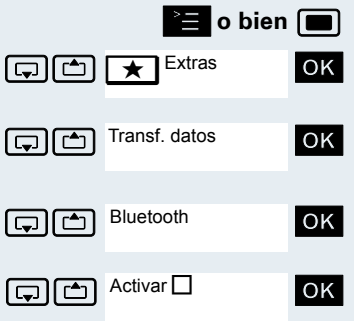 o bien
Extras OK
Transf. datos OK
Bluetooth OK
Activar OK